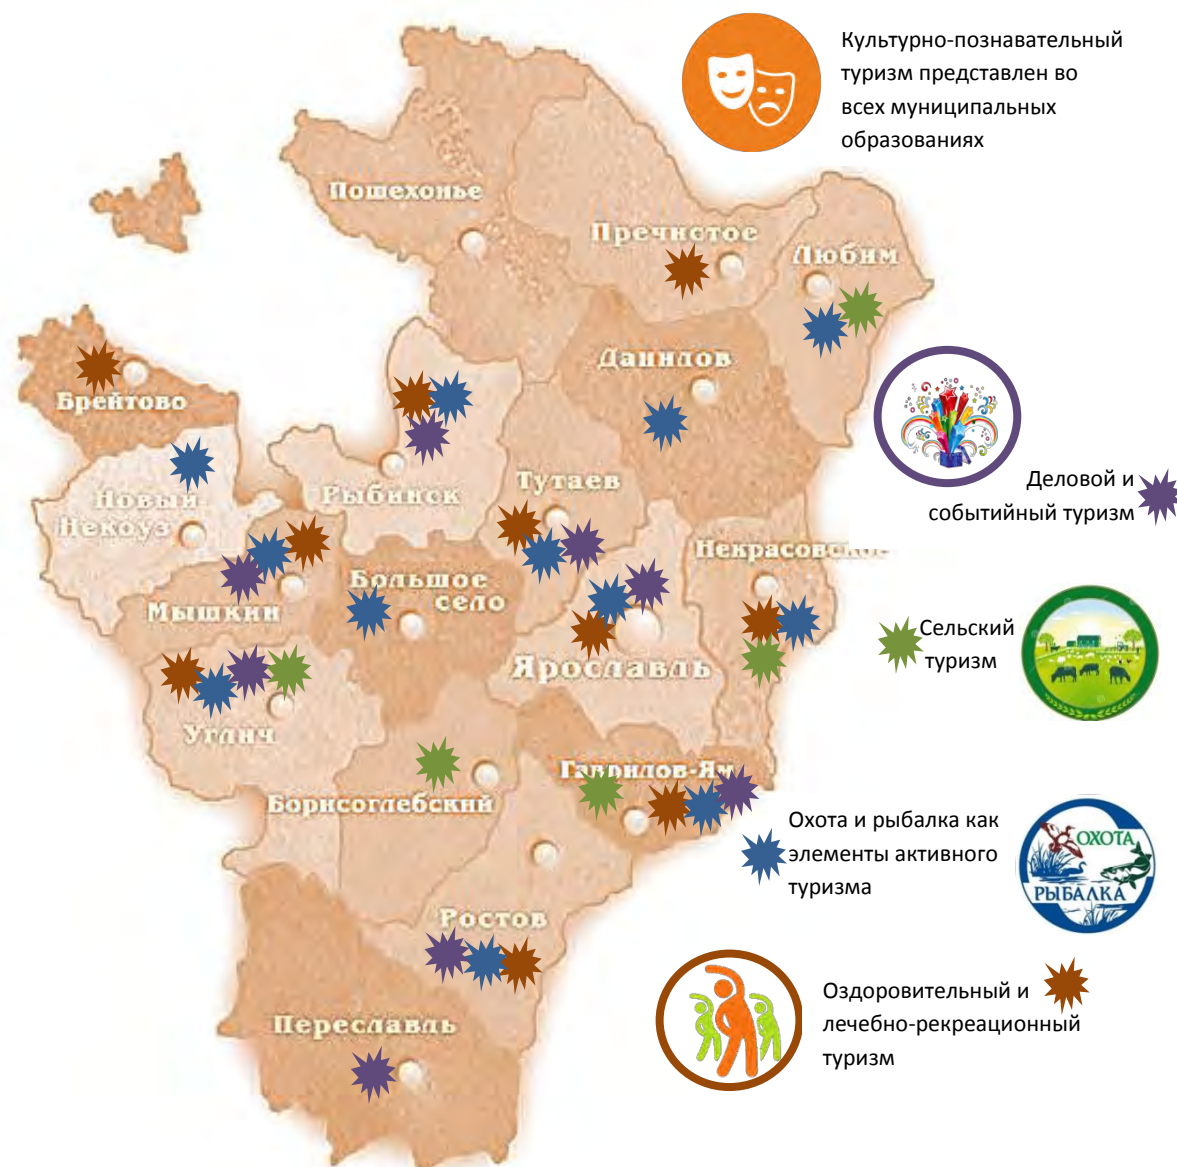 Культурно-познавательный
туризм представлен во
всех муниципальных
образованиях
Пошехонье
Пречистое
Любим
Данилов
Брейтово
Деловой и
событийный туризм
Рыбинск
Тутаев
Новый
Некоуз
Некрасовское
Большое
село
Мышкин
Сельский
туризм
Ярославль
Углич
Гаврилов-Ям
Борисоглебский
Охота и рыбалка как
элементы активного
туризма
ОХОТА
РЫБАЛКА
Ростов
Оздоровительный и
лечебно-рекреационный
туризм
Переславль